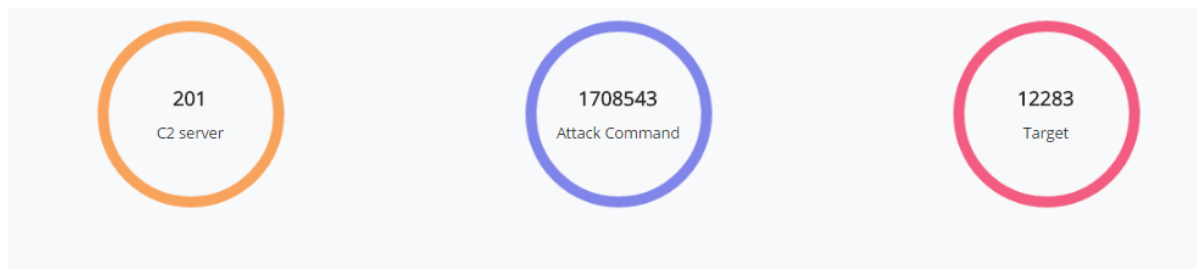 201
C2 server
1708543
Attack Command
12283
Target